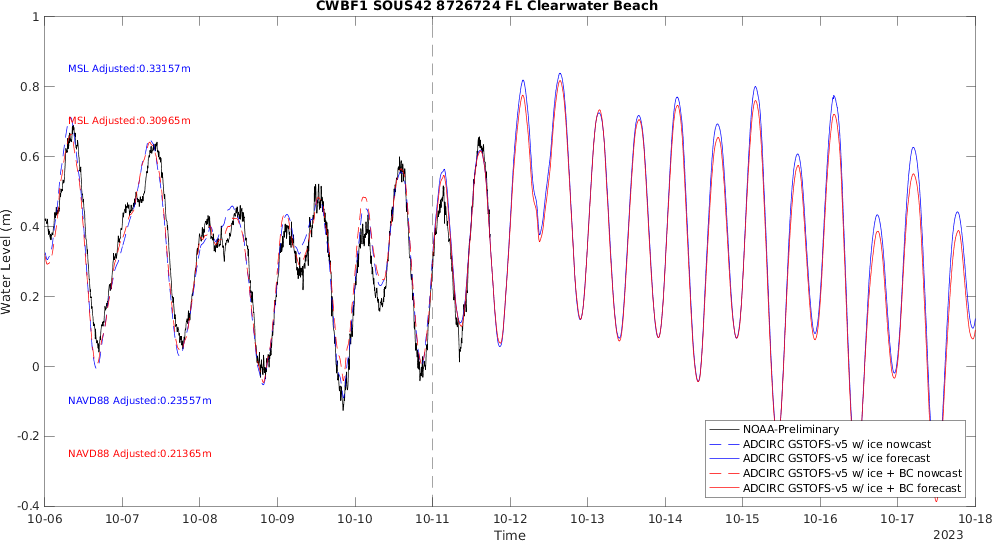 CWBF1 SOUS42 8726724 FL Clearwater Beach
1
0.8
0.6
0.4
0.2
0
-0.2
-0.4
Water Level (m)
MSL Adjusted:0.33157m
MSL Adjusted:0.30965m
NAVD88 Adjusted:0.23557m
NAVD88 Adjusted:0.21365m
NOAA-Preliminary
ADCIRC GSTOFS-v5 w/ ice nowcast
ADCIRC GSTOFS-v5 w/ ice forecast
ADCIRC GSTOFS-v5 w/ ice + BC nowcast
ADCIRC GSTOFS-v5 w/ ice + BC forecast
10-06 10-07 10-08 10-09 10-10 10-11 10-12 10-13 10-14 10-15 10-16 10-17 10-18
Time
2023